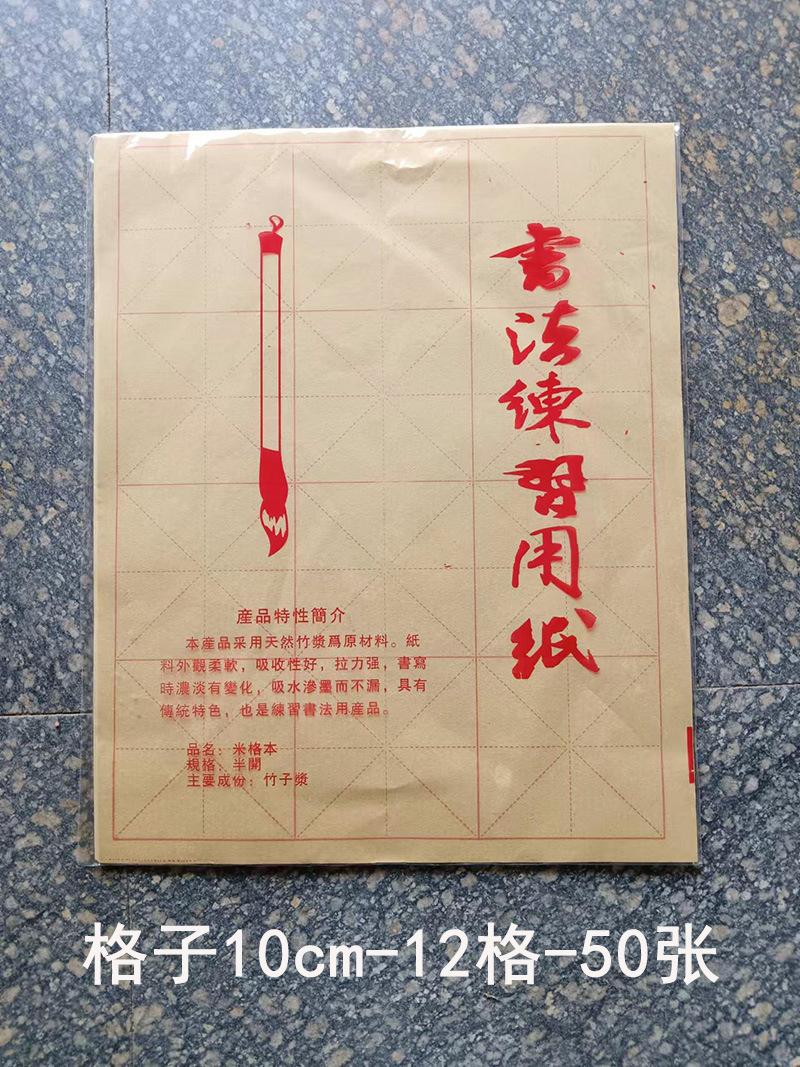 書法練習用紙
産品特性簡介
本産品采用天然竹漿爲原材料。紙
料外觀柔軟，吸收性好，拉力强，書寫
時濃淡有變化，吸水滲墨而不漏，具有
傳統特色，也是練習書法用産品。
品名：米格本
規格：半開
主要成份：竹子漿
格子10cm-12格-50张